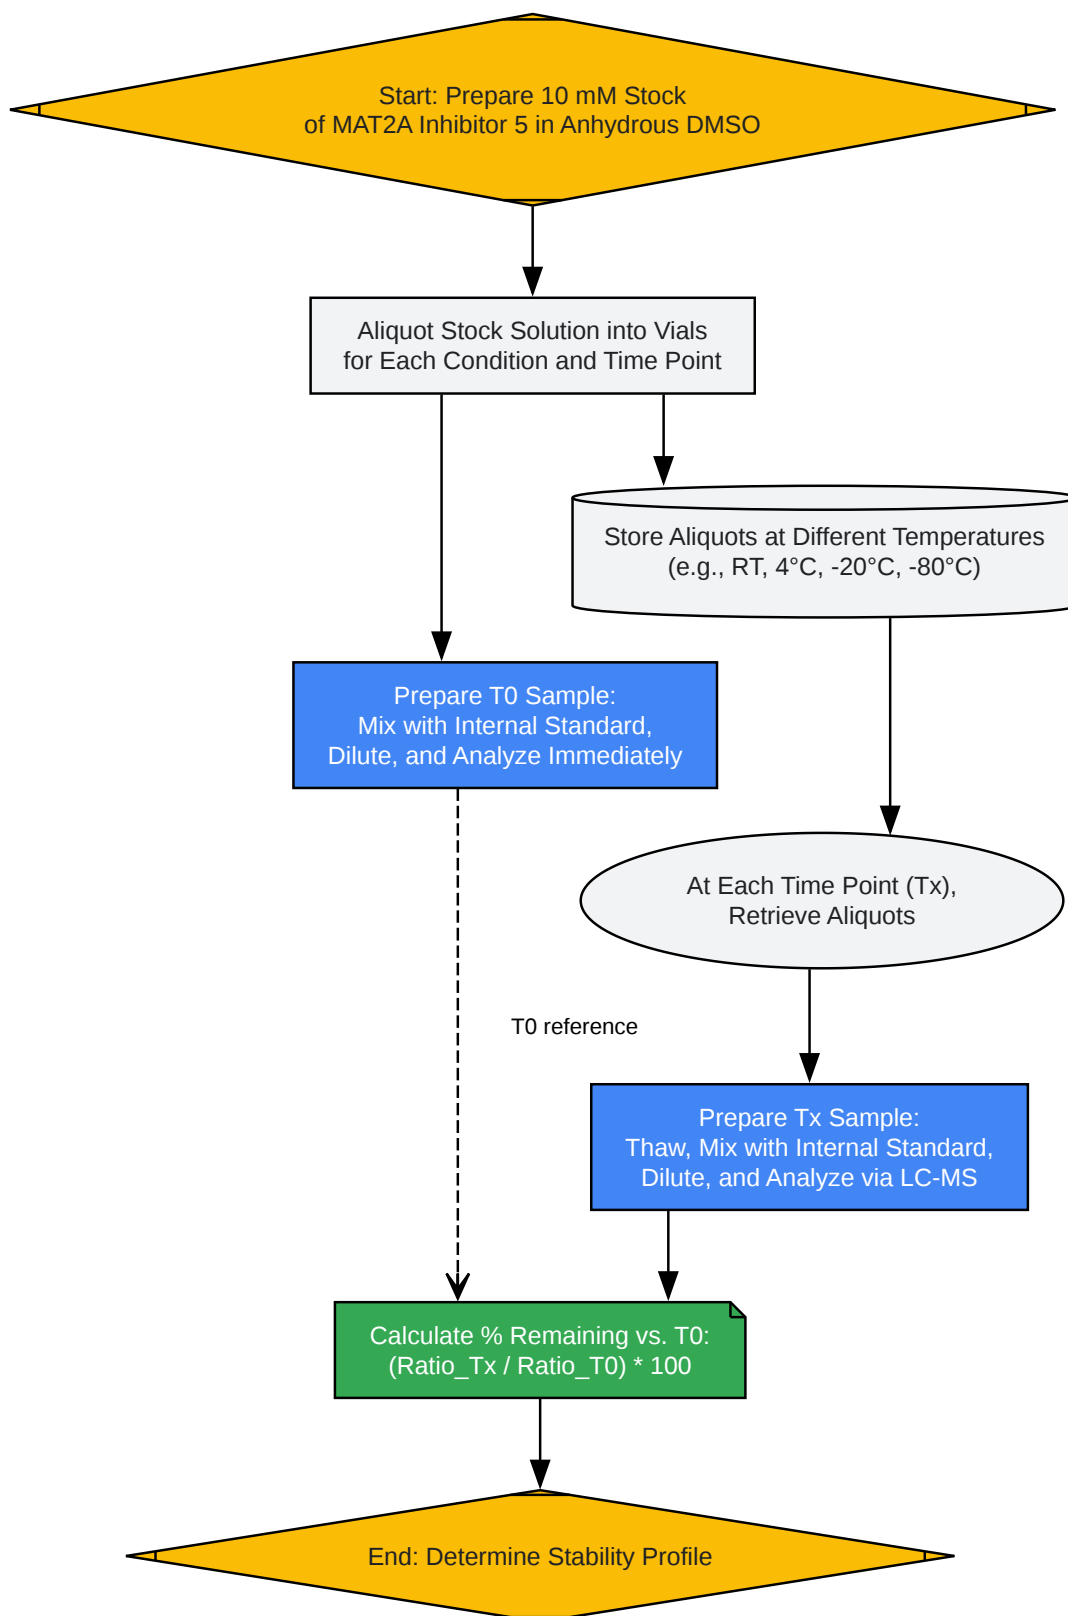 Start: Prepare 10 mM Stock
of MAT2A Inhibitor 5 in Anhydrous DMSO
Aliquot Stock Solution into Vials
for Each Condition and Time Point
Store Aliquots at Different Temperatures
(e.g., RT, 4°C, -20°C, -80°C)
Prepare T0 Sample:
Mix with Internal Standard,
Dilute, and Analyze Immediately
At Each Time Point (Tx),
Retrieve Aliquots
T0 reference
Prepare Tx Sample:
Thaw, Mix with Internal Standard,
Dilute, and Analyze via LC-MS
Calculate % Remaining vs. T0:
(Ratio_Tx / Ratio_T0) * 100
End: Determine Stability Profile